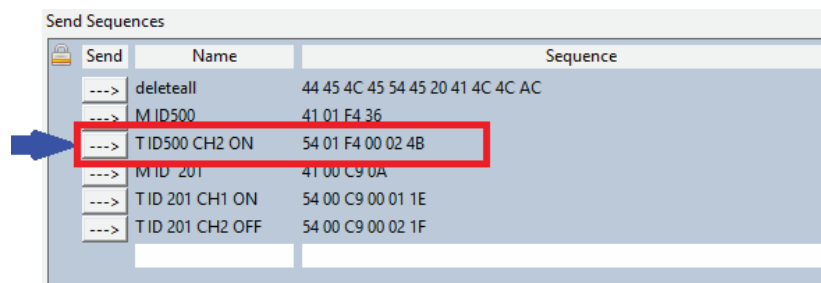 Send Sequences
Send Name Sequence
---> deleteall 44 45 4C 45 54 45 20 41 4C 4C AC
---> M ID500 41 01 F4 36
---> T ID500 CH2 ON 54 01 F4 00 02 4B
---> M ID 201 41 00 C9 0A
---> T ID 201 CH1 ON 54 00 C9 00 01 1E
---> T ID 201 CH2 OFF 54 00 C9 00 02 1F